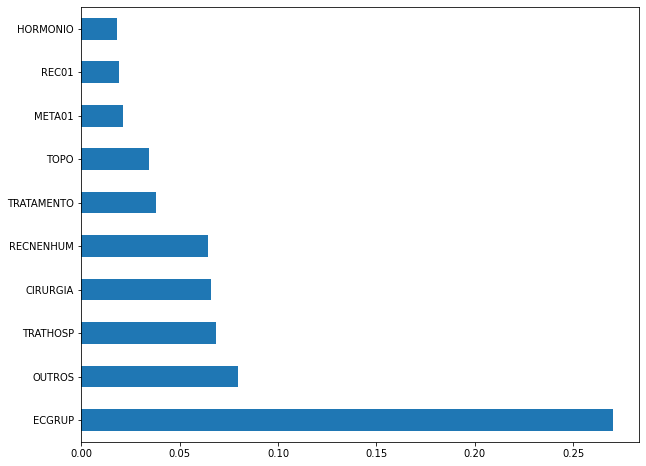 HORMONIO
REC01
META01
TOPO
TRATAMENTO
RECNENHUM
CIRURGIA
TRATHOSP
OUTROS
ECGRUP
0.00 0.05 0.10 0.15 0.20 0.25